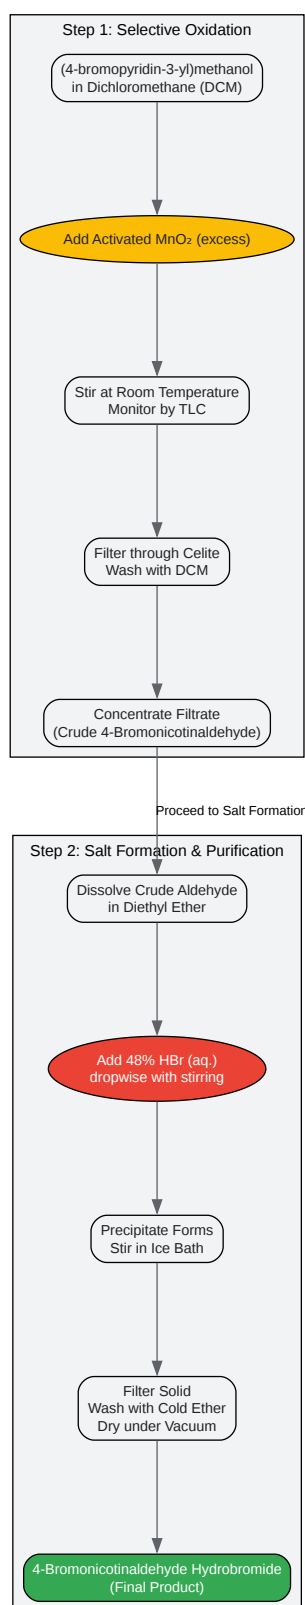 Step 1: Selective Oxidation
(4-bromopyridin-3-yl)methanol
in Dichloromethane (DCM)
Add Activated MnO₂ (excess)
Stir at Room Temperature
Monitor by TLC
Filter through Celite
Wash with DCM
Concentrate Filtrate
(Crude 4-Bromonicotinaldehyde)
Proceed to Salt Formation
Step 2: Salt Formation & Purification
Dissolve Crude Aldehyde
in Diethyl Ether
Add 48% HBr (aq.)
dropwise with stirring
Precipitate Forms
Stir in Ice Bath
Filter Solid
Wash with Cold Ether
Dry under Vacuum
4-Bromonicotinaldehyde Hydrobromide
(Final Product)